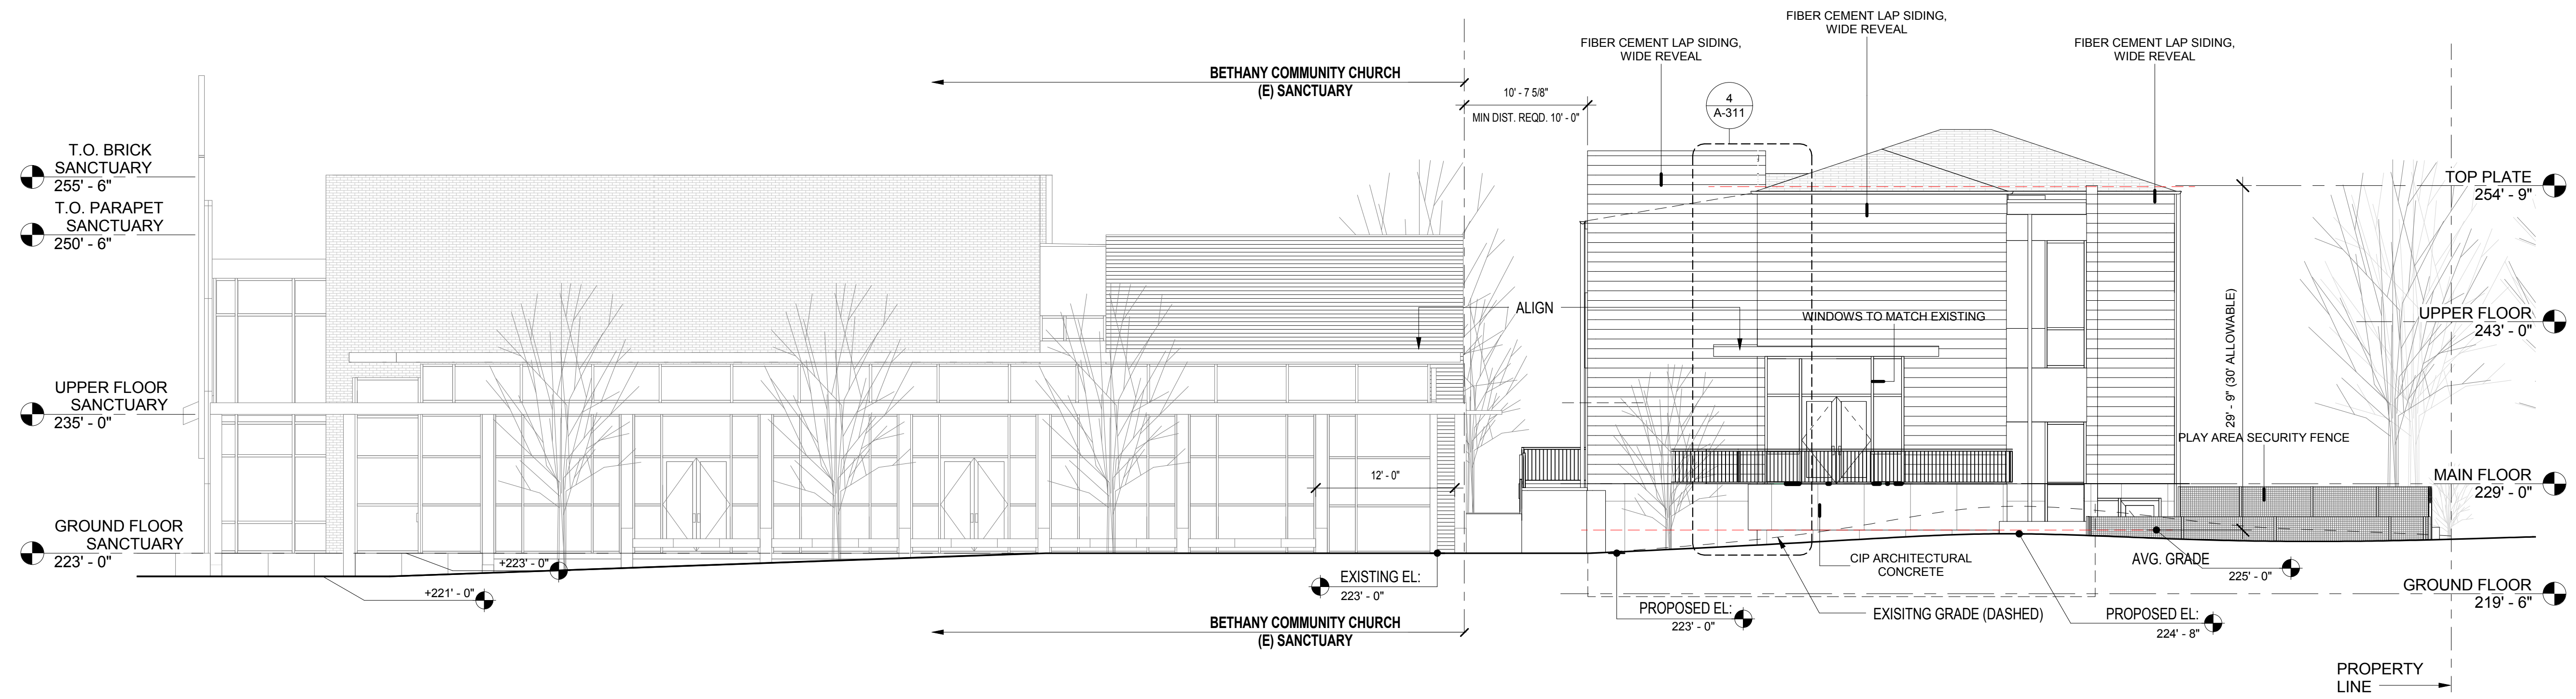 FIBER CEMENT LAP SIDING,
WIDE REVEAL
FIBER CEMENT LAP SIDING,
WIDE REVEAL
FIBER CEMENT LAP SIDING,
WIDE REVEAL
BETHANY COMMUNITY CHURCH
(E) SANCTUARY
10' - 7 5/8"
MIN DIST. REQD. 10' - 0"
4
A-311
T.O. BRICK
SANCTUARY
255' - 6"
T.O. PARAPET
SANCTUARY
250' - 6"
UPPER FLOOR
SANCTUARY
235' - 0"
GROUND FLOOR
SANCTUARY
223' - 0"
+223' - 0"
+221' - 0"
12' - 0"
EXISTING EL:
223' - 0"
BETHANY COMMUNITY CHURCH
(E) SANCTUARY
ALIGN
WINDOWS TO MATCH EXISTING
CIP ARCHITECTURAL
CONCRETE
PROPOSED EL:
223' - 0"
EXISITNG GRADE (DASHED)
PROPOSED EL:
224' - 8"
AVG. GRADE
225' - 0"
29' - 9" (30' ALLOWABLE)
PLAY AREA SECURITY FENCE
TOP PLATE
254' - 9"
UPPER FLOOR
243' - 0"
MAIN FLOOR
229' - 0"
GROUND FLOOR
219' - 6"
PROPERTY
LINE